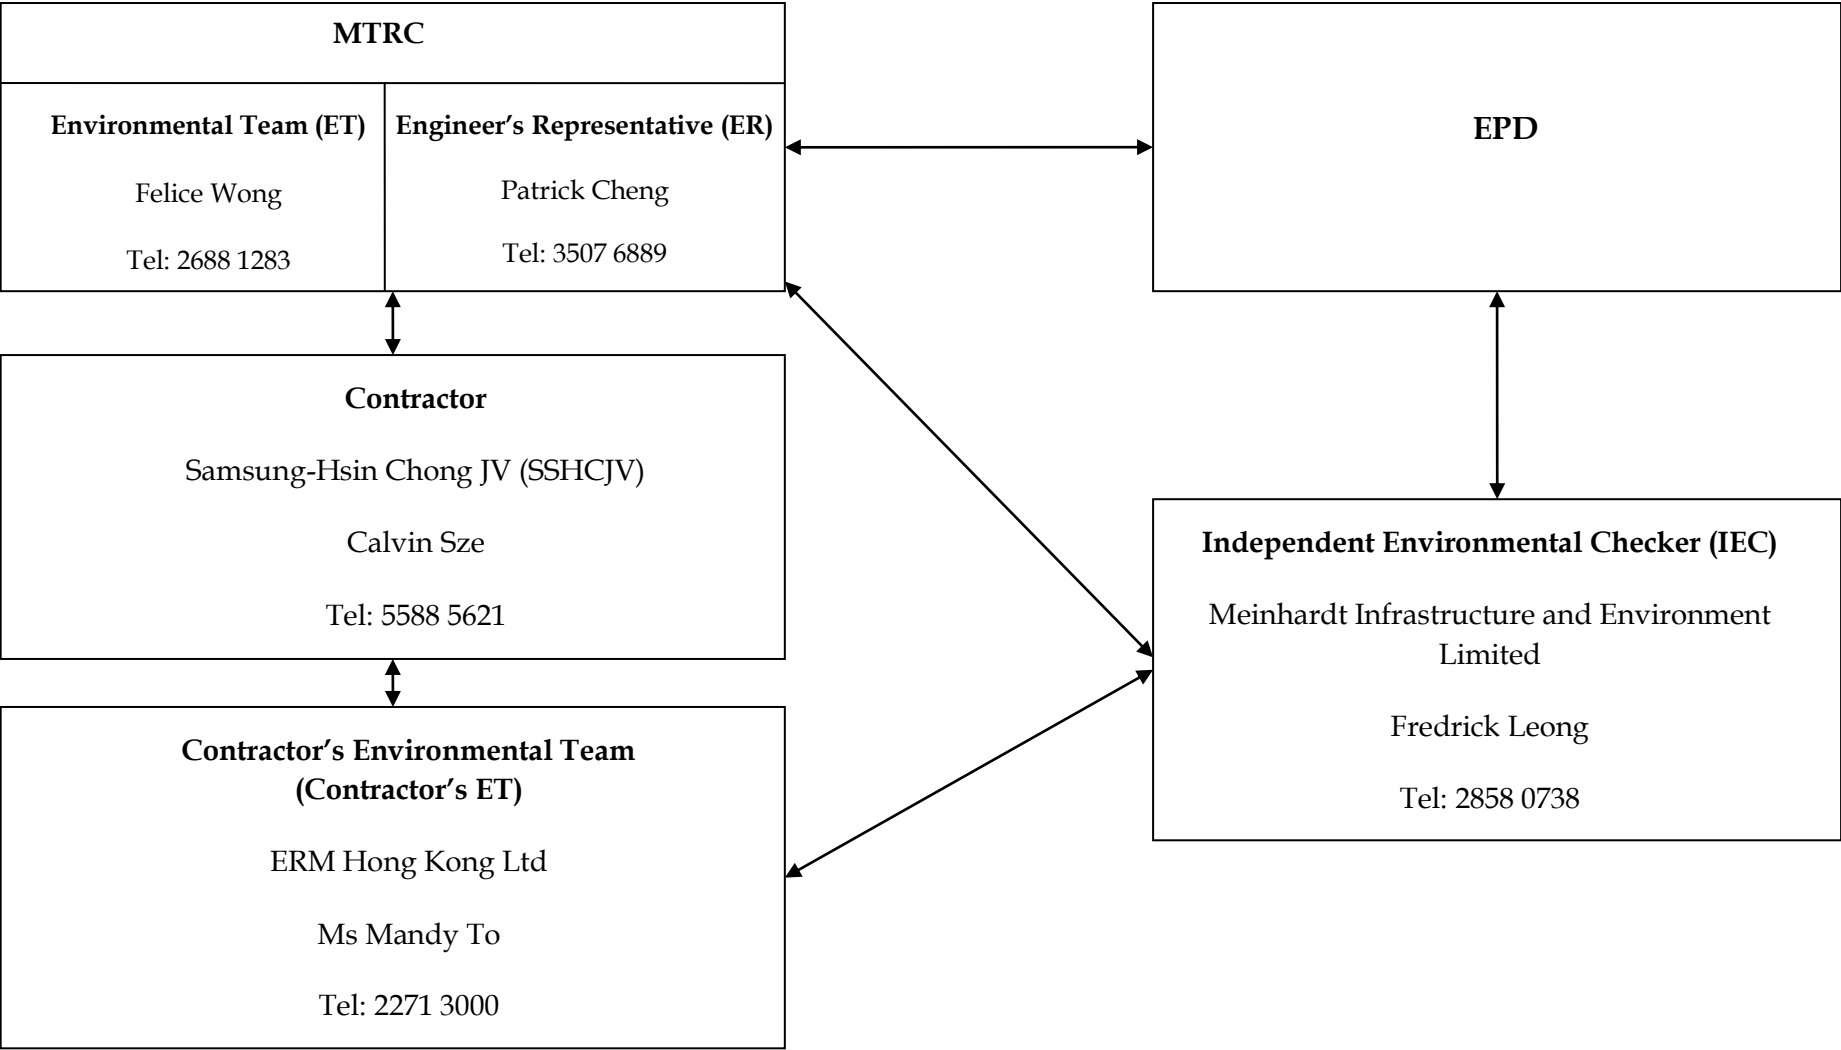 MTRC
Environmental Team (ET)
Felice Wong
Tel: 2688 1283
Engineer’s Representative (ER)
Patrick Cheng
Tel: 3507 6889
EPD
Contractor
Samsung-Hsin Chong JV (SSHCJV)
Calvin Sze
Tel: 5588 5621
Independent Environmental Checker (IEC)
Meinhardt Infrastructure and Environment
Limited
Fredrick Leong
Tel: 2858 0738
Contractor’s Environmental Team
(Contractor’s ET)
ERM Hong Kong Ltd
Ms Mandy To
Tel: 2271 3000